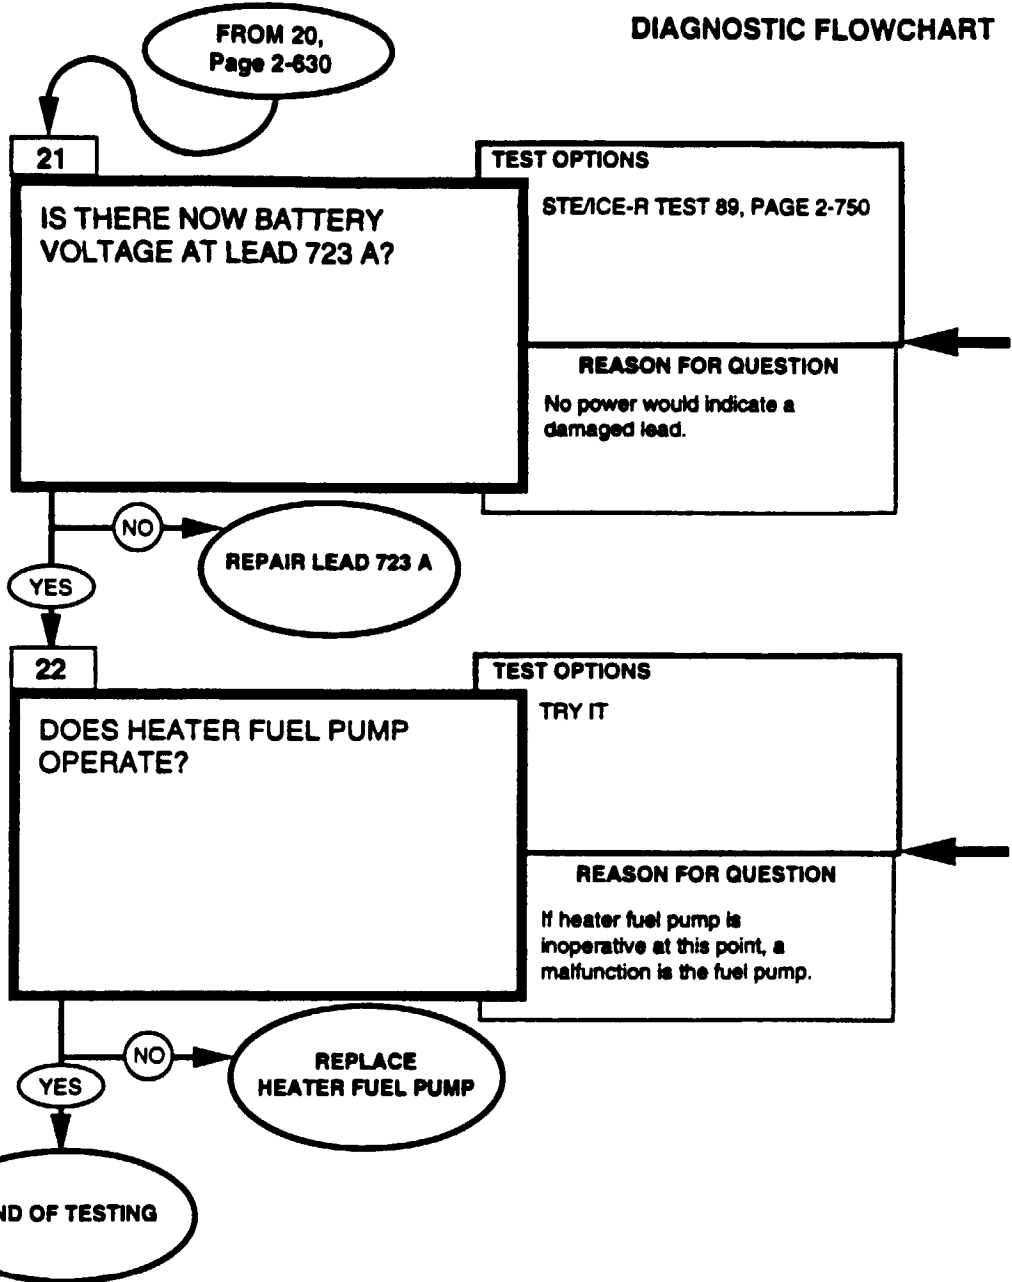 DIAGNOSTIC FLOWCHART
FROM 20,
Page 2-630
21
IS THERE NOW BATTERY
VOLTAGE AT LEAD 723 A?
TEST OPTIONS
STE/ICE-R TEST 89, PAGE 2-750
REASON FOR QUESTION
No power would indicate a
damaged lead.
NO
REPAIR LEAD 723 A
YES
22
DOES HEATER FUEL PUMP
OPERATE?
TEST OPTIONS
TRY IT
REASON FOR QUESTION
If heater fuel pump is
inoperative at this point, a
malfunction is the fuel pump.
NO
REPLACE
HEATER FUEL PUMP
YES
ND OF TESTING